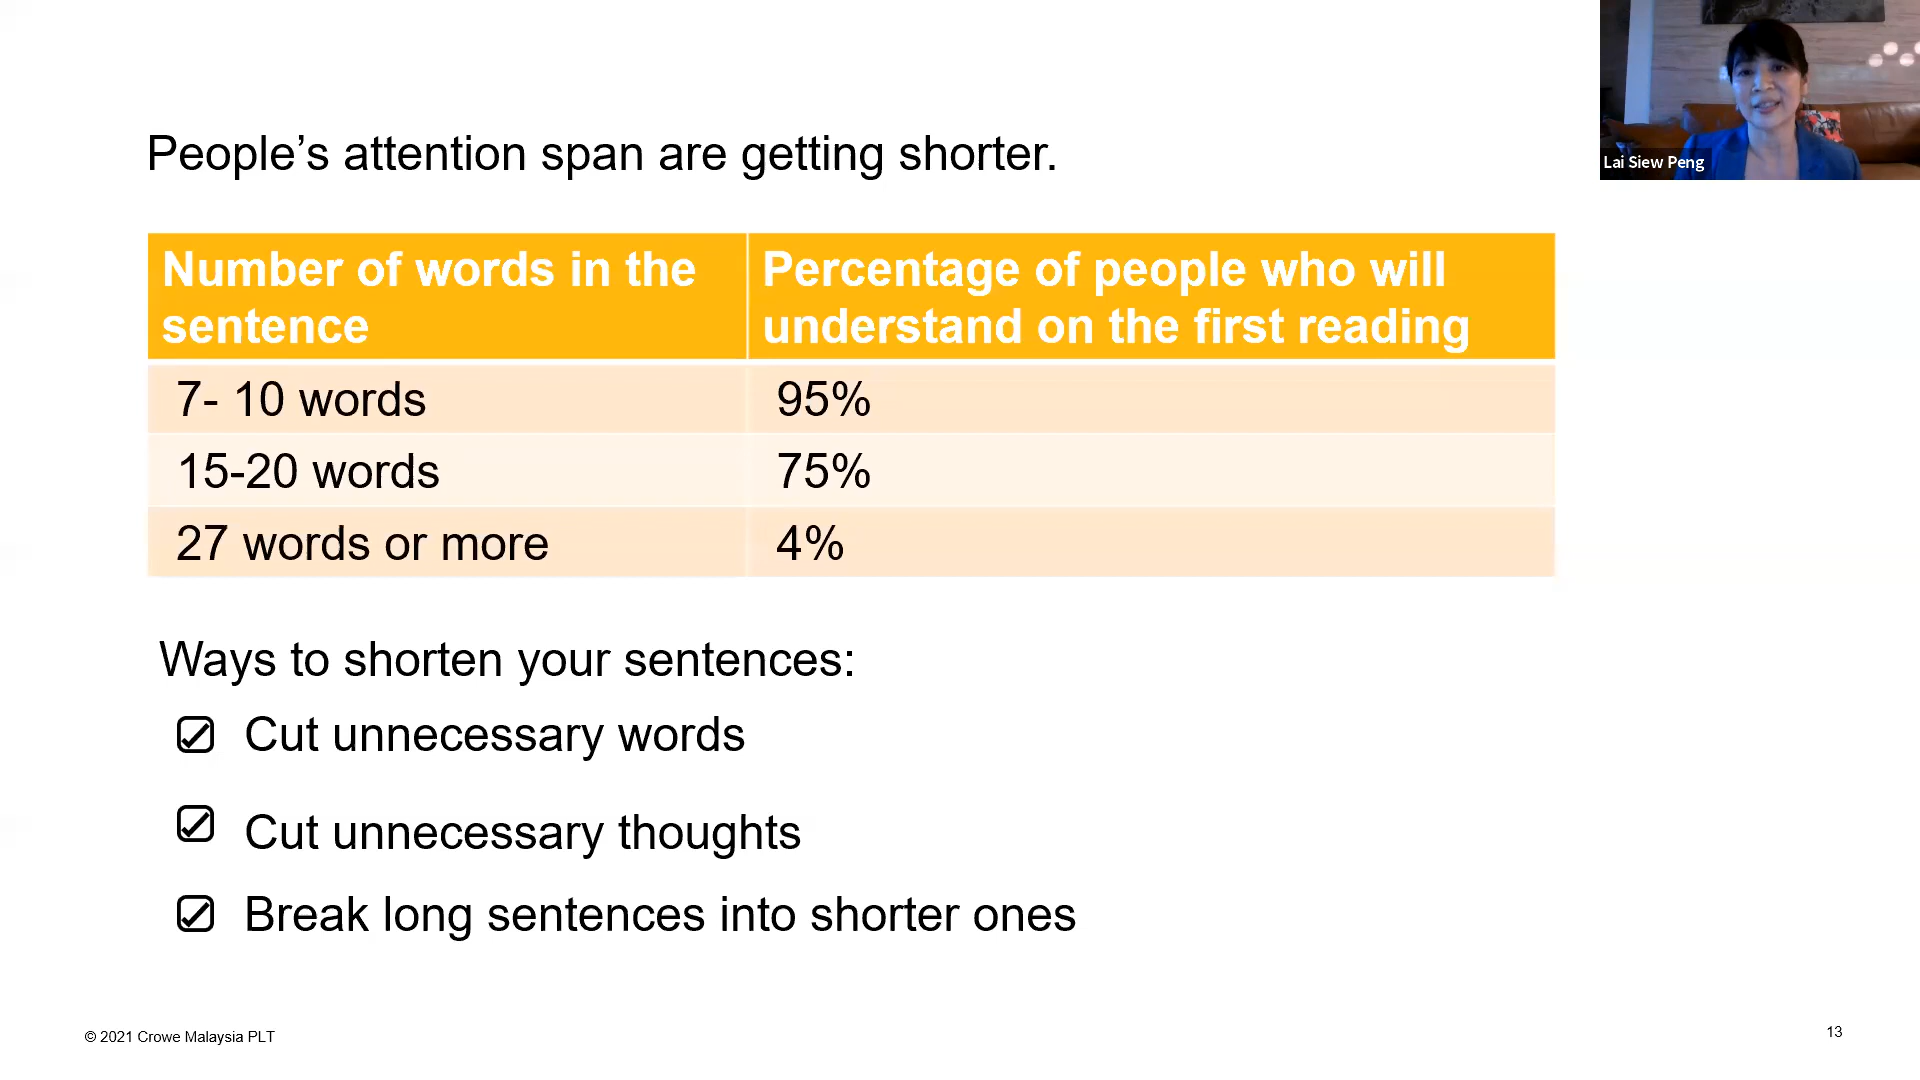 People’s attention span are getting shorter.
Lai Siew Peng
Number of words in the sentence
Percentage of people who will understand on the first reading
7- 10 words
95%
15-20 words
75%
27 words or more
4%
Ways to shorten your sentences:
Cut unnecessary words
Cut unnecessary thoughts
Break long sentences into shorter ones
© 2021 Crowe Malaysia PLT
13